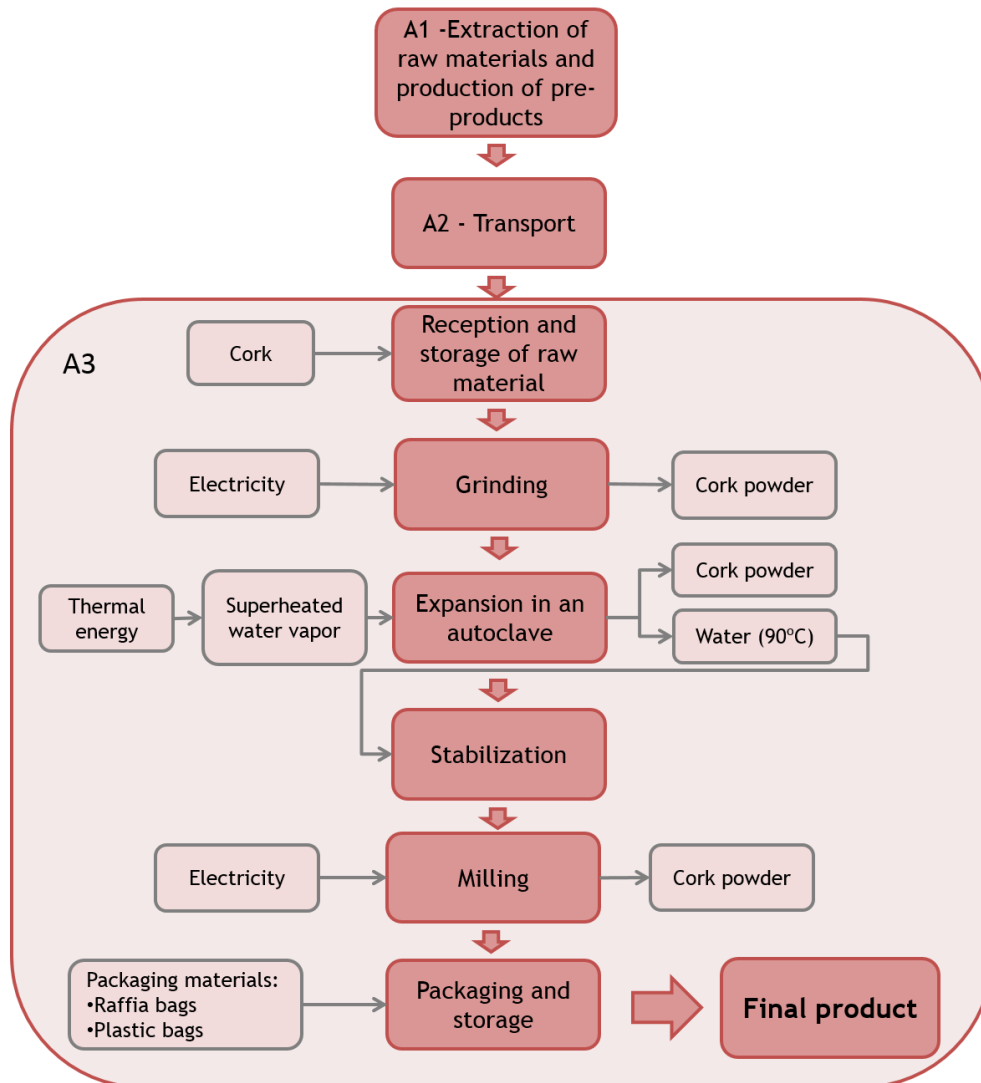 A1 -Extraction of
raw materials and
production of pre-
products
A2 - Transport
A3
Cork
Reception and
storage of raw
material
Electricity
Grinding
Cork powder
Thermal
energy
Superheated
water vapor
Expansion in an
autoclave
Cork powder
Water (90ºC)
Stabilization
Electricity
Milling
Cork powder
Packaging materials:
•Raffia bags
•Plastic bags
Packaging and
storage
Final product